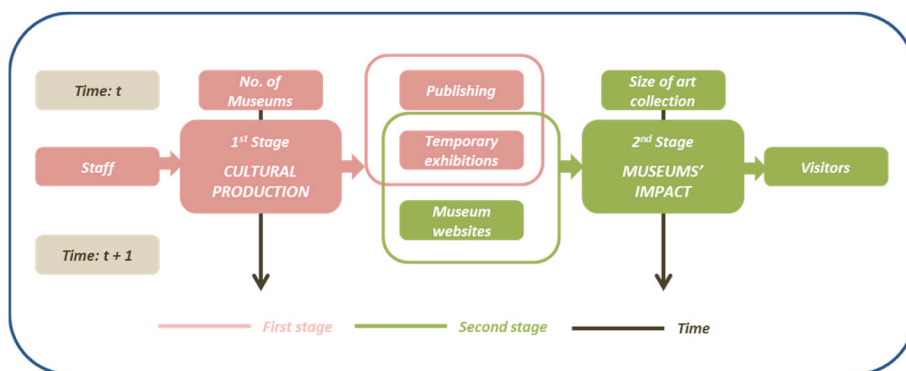 Time: t
No. of
Museums
Publishing
Size of art
collection
Staff
1st Stage
CULTURAL
PRODUCTION
Temporary
exhibitions
2nd Stage
MUSEUMS'
IMPACT
Visitors
Museum
websites
Time: t + 1
First stage
Second stage
Time